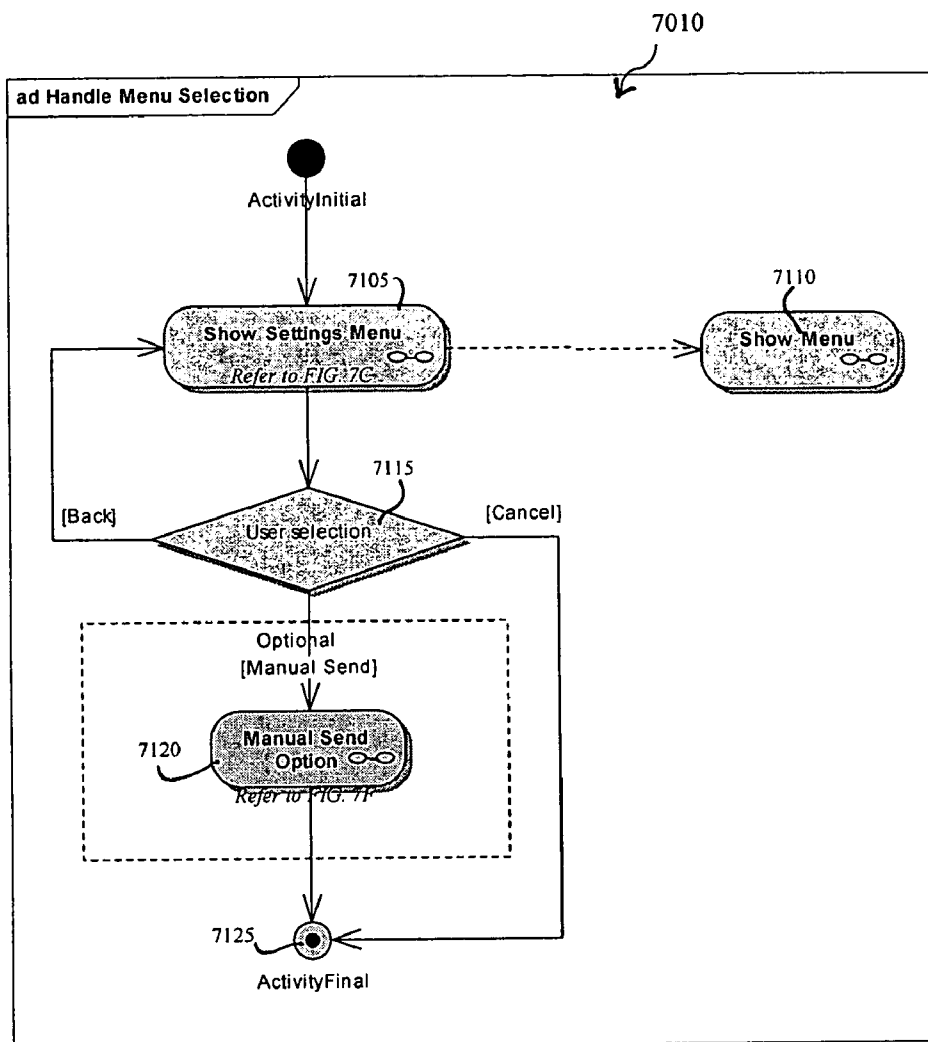 7010
ad Handle Menu Selection
ActivityInitial
7105
7110
Show Settings Menu
Show Menu
Refer to FIG. 7C
7115
[Back]
User selection
[Cancel]
Optional
[Manual Send]
7120
Manual Send
Option
Refer to FIG. 7F
7125
ActivityFinal